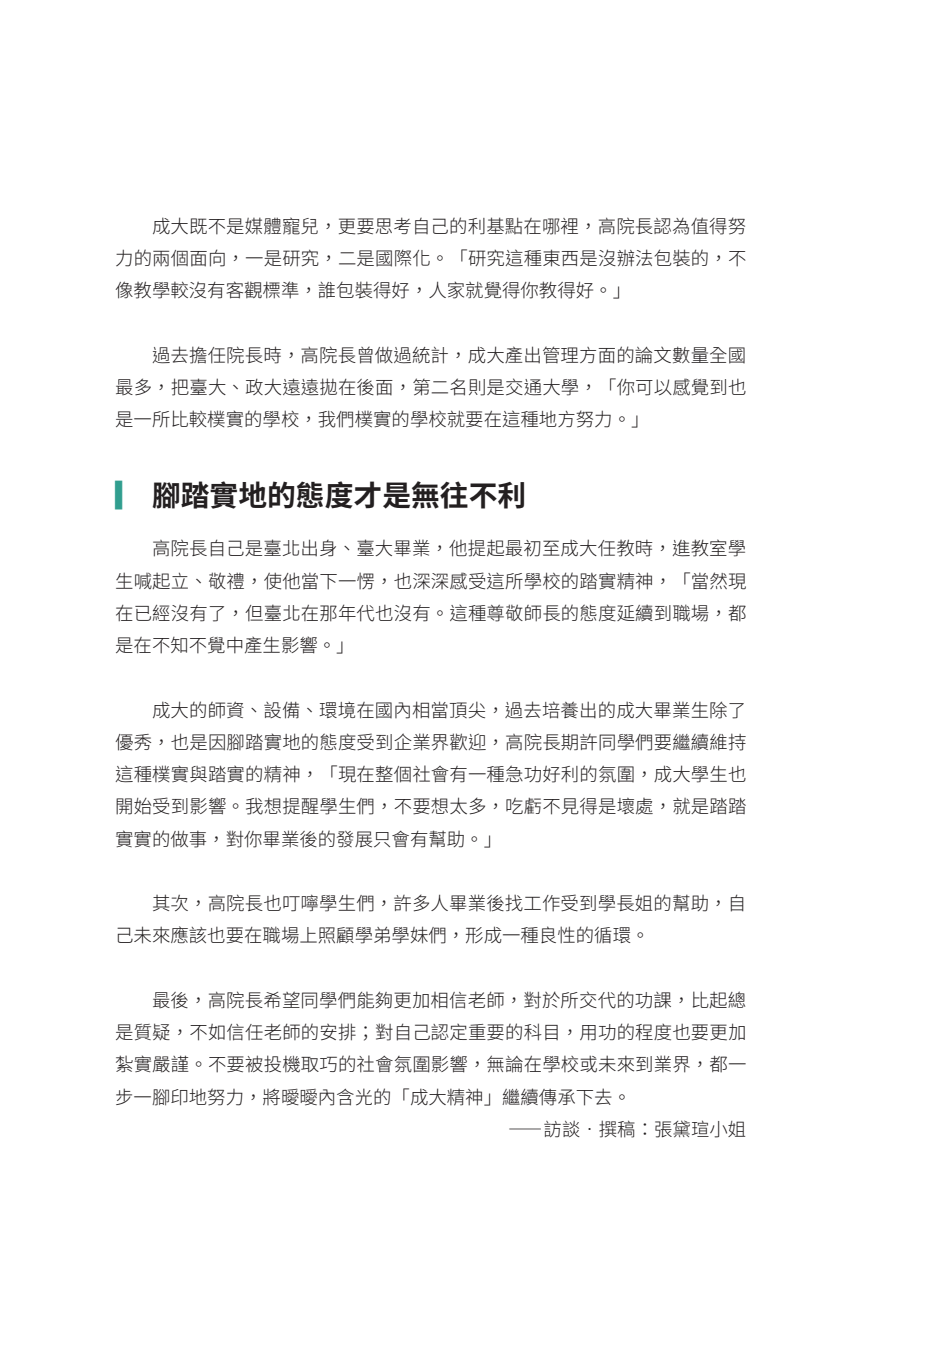 成大既不是媒體寵兒，更要思考自己的利基點在哪裡，高院長認為值得努
力的兩個面向，一是研究，二是國際化。「研究這種東西是沒辦法包裝的，不
像教學較沒有客觀標準，誰包裝得好，人家就覺得你教得好。」
過去擔任院長時，高院長曾做過統計，成大產出管理方面的論文數量全國
最多，把臺大、政大遠遠拋在後面，第二名則是交通大學，「你可以感覺到也
是一所比較樸實的學校，我們樸實的學校就要在這種地方努力。」
腳踏實地的態度才是無往不利
高院長自己是臺北出身、臺大畢業，他提起最初至成大任教時，進教室學
生喊起立、敬禮，使他當下一愣，也深深感受這所學校的踏實精神，「當然現
在已經沒有了，但臺北在那年代也沒有。這種尊敬師長的態度延續到職場，都
是在不知不覺中產生影響。」
成大的師資、設備、環境在國內相當頂尖，過去培養出的成大畢業生除了
優秀，也是因腳踏實地的態度受到企業界歡迎，高院長期許同學們要繼續維持
這種樸實與踏實的精神，「現在整個社會有一種急功好利的氛圍，成大學生也
開始受到影響。我想提醒學生們，不要想太多，吃虧不見得是壞處，就是踏踏
實實的做事，對你畢業後的發展只會有幫助。」
其次，高院長也叮嚀學生們，許多人畢業後找工作受到學長姐的幫助，自
己未來應該也要在職場上照顧學弟學妹們，形成一種良性的循環。
最後，高院長希望同學們能夠更加相信老師，對於所交代的功課，比起總
是質疑，不如信任老師的安排；對自己認定重要的科目，用功的程度也要更加
紮實嚴謹。不要被投機取巧的社會氛圍影響，無論在學校或未來到業界，都一
步一腳印地努力，將曖曖內含光的「成大精神」繼續傳承下去。
——訪談．撰稿：張黛瑄小姐